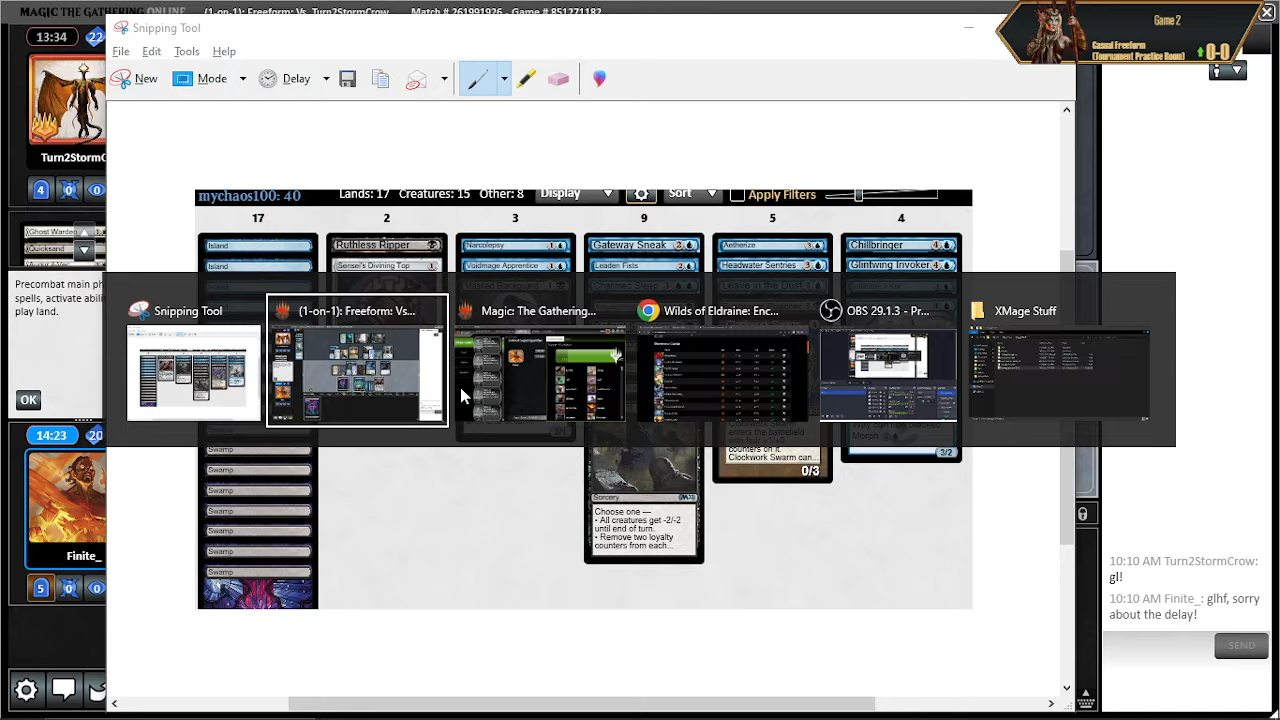 MAGIC THE GATHERING ONLINE (1-on-1): Freeform: Vs. Turn2StormCrow Match # 261991926 - Game # 851271182
Snipping Tool
File Edit Tools Help
New Mode Delay
Game 2
Casual Freeform
(Tournament Practice Room)
0-0
13:34 22
Turn2StormC
4 0 0
mychaos100: 40 Lands: 17 Creatures: 15 Other: 8 Display Sort Apply Filters
17 2 3 9 5 4
Island
Island
Ruthless Ripper
Sensei's Divining Top 1
Narcolepsy
Voidmage Apprentice
Gateway Sneak
Leaden Fists
Aetherize
Headwater Sentries
Leave in the Dust
Chillbringer
Glintwing Invoker
(Ghost Warden
(Quicksand
Precombat main ph
spells, activate abili
play land.
OK
Snipping Tool
(1-on-1): Freeform: Vs...
Magic: The Gathering...
Wilds of Eldraine: Enc...
OBS 29.1.3 - Pr...
XMage Stuff
enters the
battlefield
with four +1/+0
counters on it.
Clockwork Swarm can...
0/3
Morph
3/2
14:23 20
Finite_
5 0 0
Swamp
Swamp
Swamp
Swamp
Swamp
Swamp
Swamp
Sorcery
Choose one —
• All creatures get -2/-2
until end of turn.
• Remove two loyalty
counters from each...
10:10 AM Turn2StormCrow:
gl!
10:10 AM Finite_: glhf, sorry
about the delay!
SEND